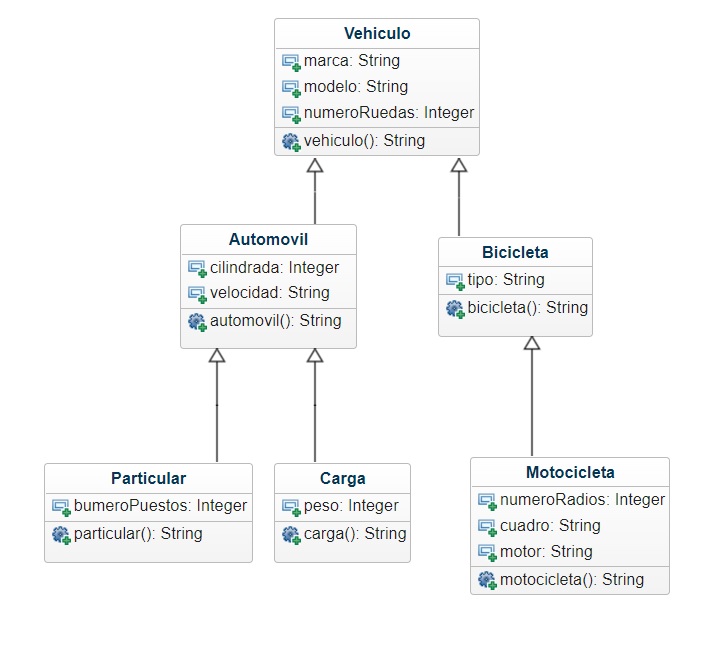 Vehiculo
marca: String
modelo: String
numeroRuedas: Integer
vehiculo(): String
Automovil
cilindrada: Integer
velocidad: String
automovil(): String
Bicicleta
tipo: String
bicicleta(): String
Particular
bumeroPuestos: Integer
particular(): String
Carga
peso: Integer
carga(): String
Motocicleta
numeroRadios: Integer
cuadro: String
motor: String
motocicleta(): String